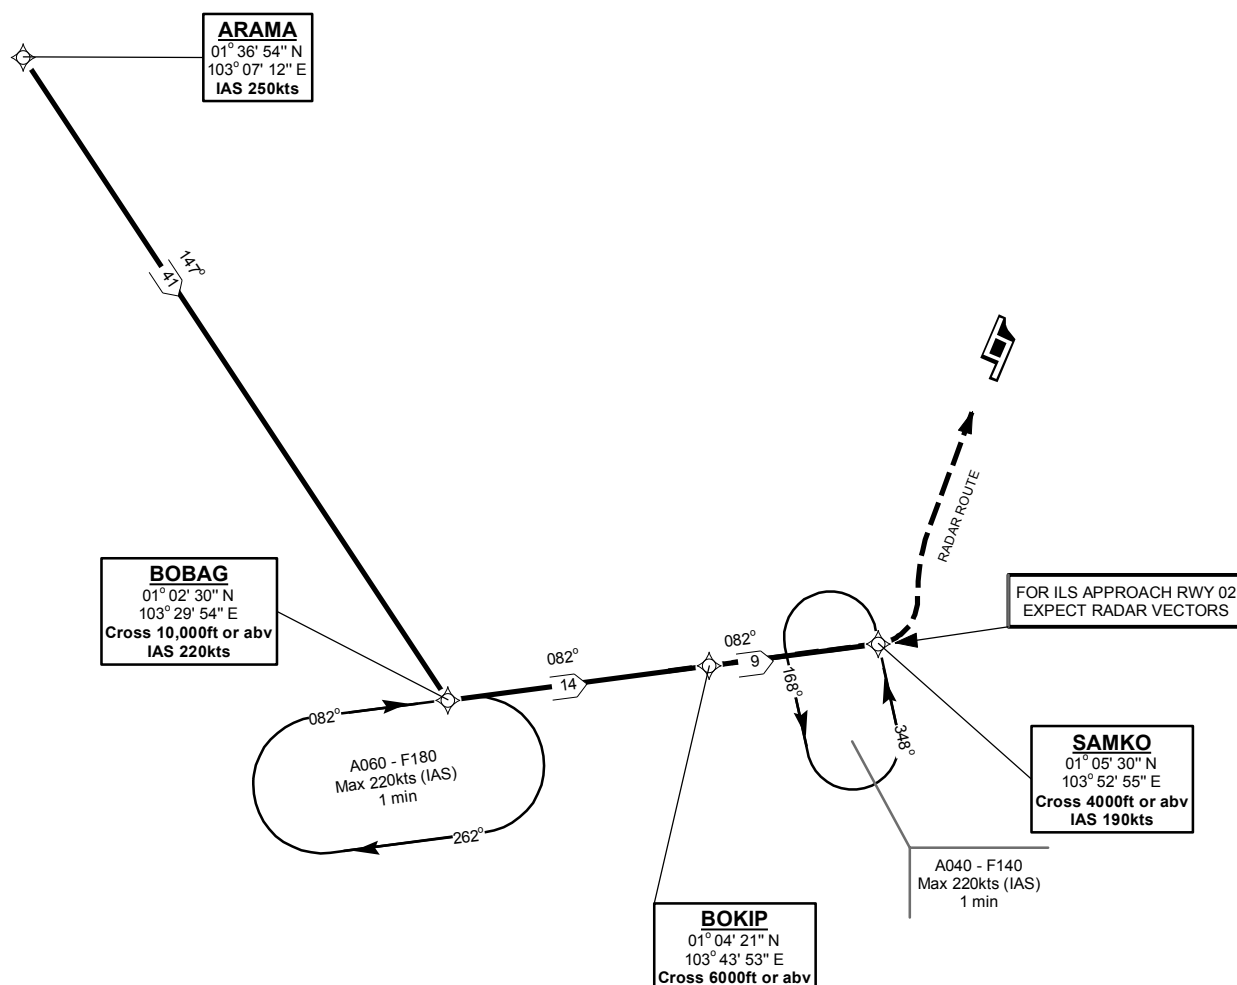 ARAMA
01° 36' 54" N
103° 07' 12" E
IAS 250kts
147°
41
BOBAG
01° 02' 30" N
103° 29' 54" E
Cross 10,000ft or abv
IAS 220kts
082°
14
082°
9
RADAR ROUTE
FOR ILS APPROACH RWY 02
EXPECT RADAR VECTORS
168°
348°
082°
A060 - F180
Max 220kts (IAS)
1 min
262°
SAMKO
01° 05' 30" N
103° 52' 55" E
Cross 4000ft or abv
IAS 190kts
A040 - F140
Max 220kts (IAS)
1 min
BOKIP
01° 04' 21" N
103° 43' 53" E
Cross 6000ft or abv